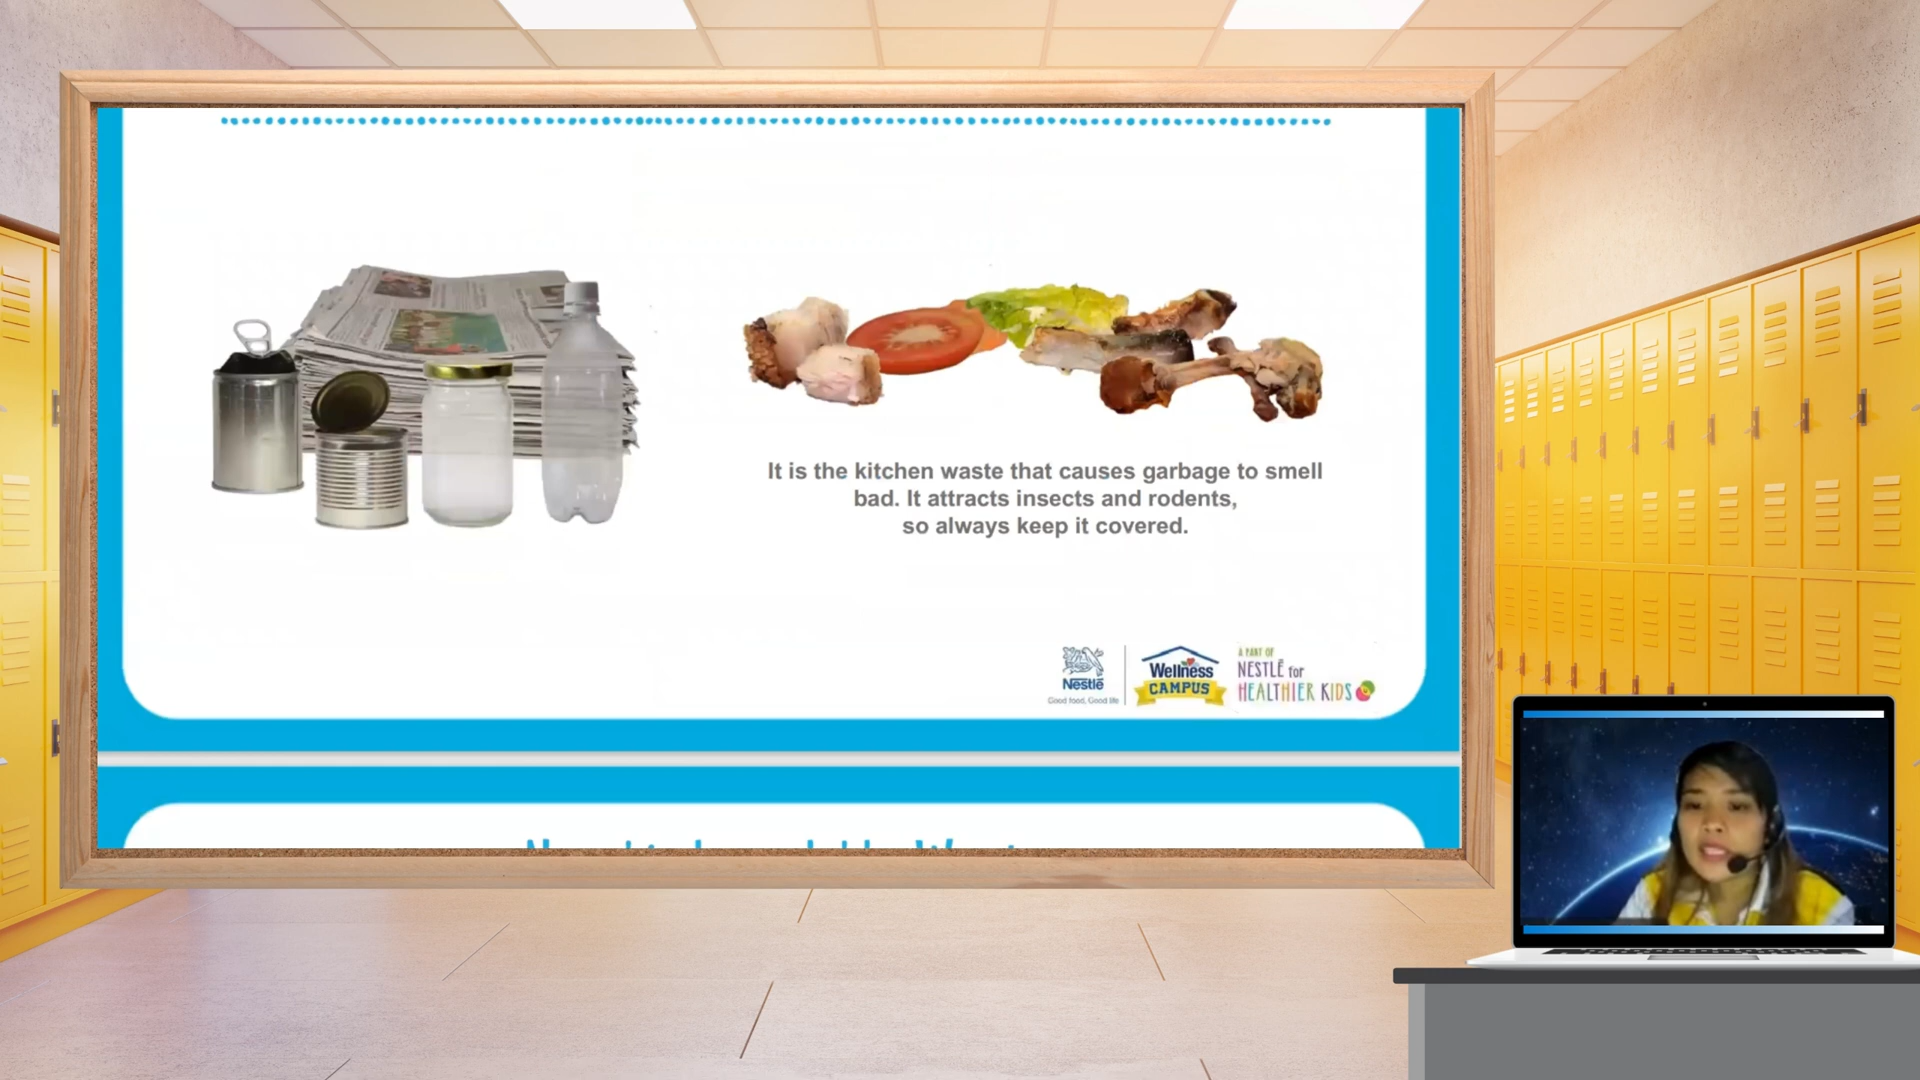 It is the kitchen waste that causes garbage to smell
bad. It attracts insects and rodents,
so always keep it covered.
Nestlé
Good food, Good life
Wellness
CAMPUS
A PART OF
NESTLÉ for
HEALTHIER KIDS